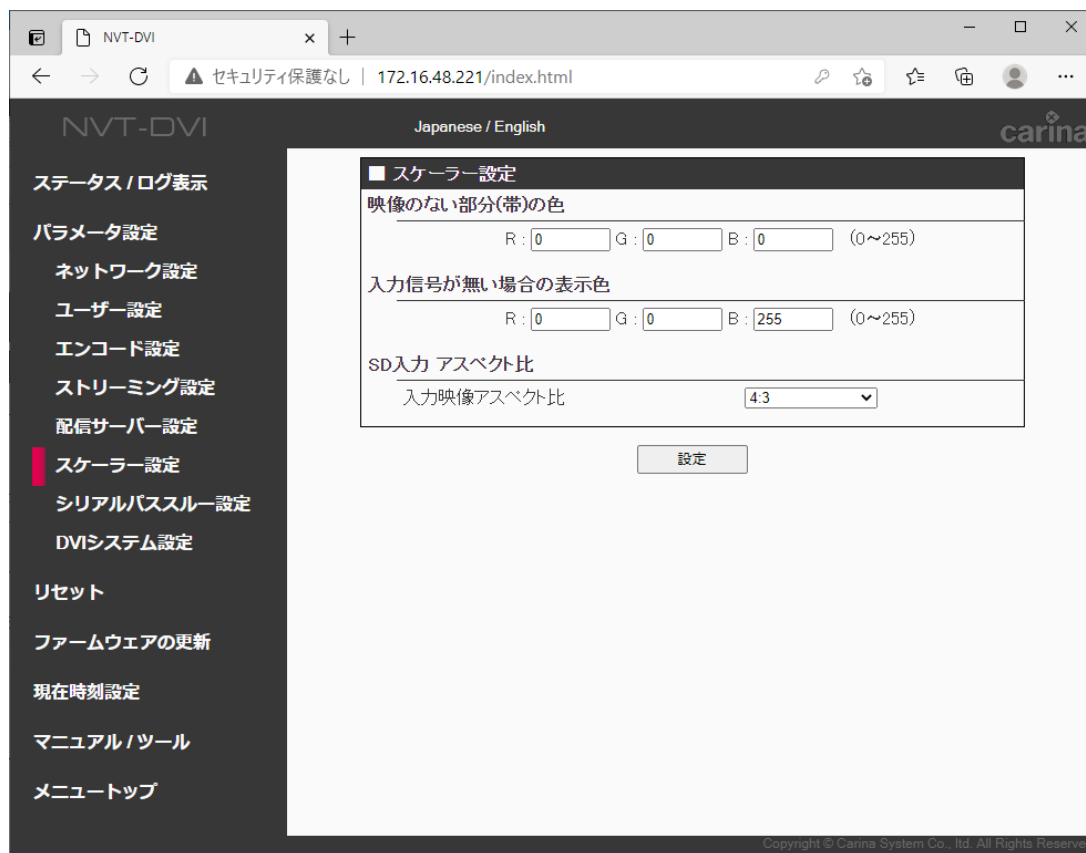 NVT-DVI
セキュリティ保護なし | 172.16.48.221/index.html
NVT-DVI
Japanese / English
carina
ステータス / ログ表示
パラメータ設定
ネットワーク設定
ユーザー設定
エンコード設定
ストリーミング設定
配信サーバー設定
スケーラー設定
シリアルパススルー設定
DVIシステム設定
リセット
ファームウェアの更新
現在時刻設定
マニュアル / ツール
メニュートップ
■ スケーラー設定
映像のない部分(帯)の色
R : 0 G : 0 B : 0 (0～255)
入力信号が無い場合の表示色
R : 0 G : 0 B : 255 (0～255)
SD入力 アスペクト比
入力映像アスペクト比 4:3
設定
Copyright © Carina System Co., ltd. All Rights Reserve